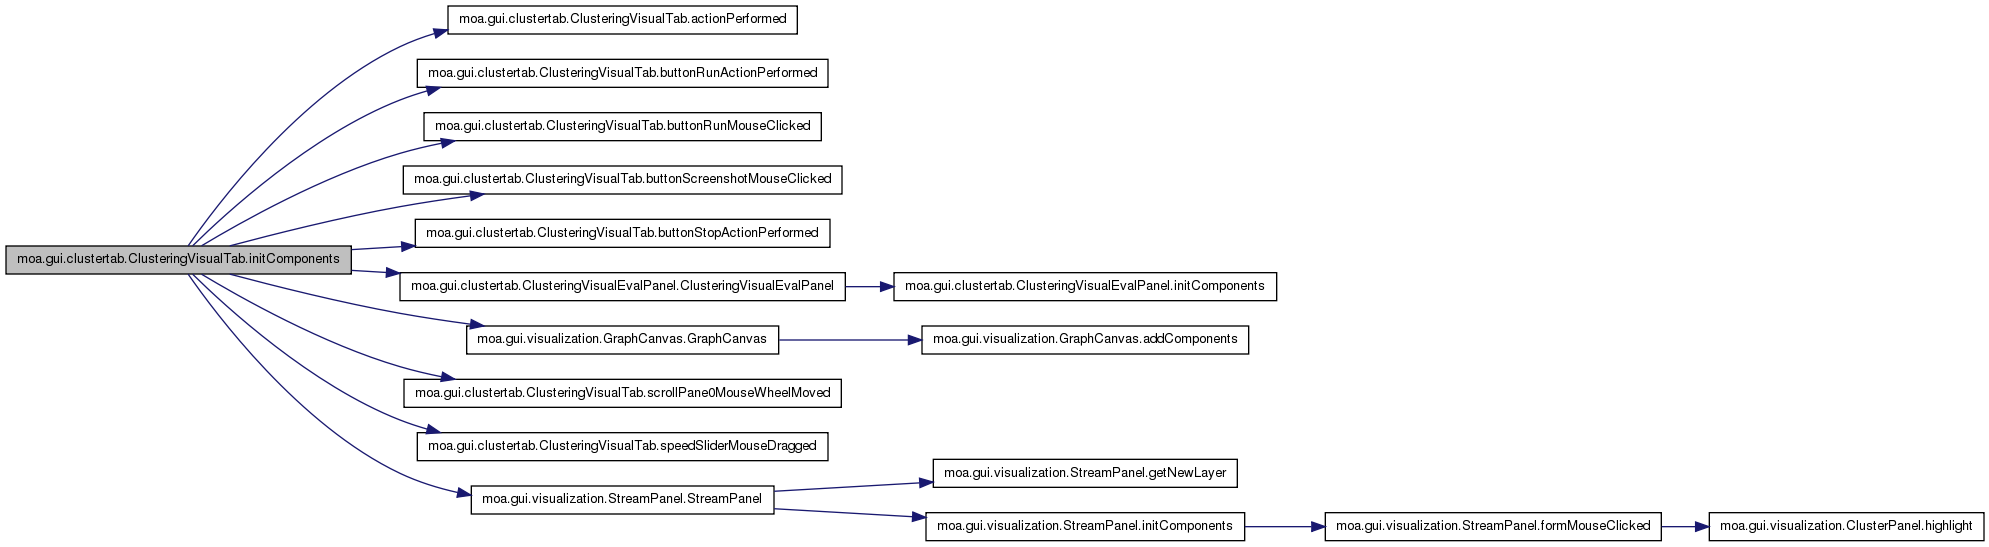 moa.gui.clustertab.ClusteringVisualTab.actionPerformed
moa.gui.clustertab.ClusteringVisualTab.buttonRunActionPerformed
moa.gui.clustertab.ClusteringVisualTab.buttonRunMouseClicked
moa.gui.clustertab.ClusteringVisualTab.buttonScreenshotMouseClicked
moa.gui.clustertab.ClusteringVisualTab.buttonStopActionPerformed
moa.gui.clustertab.ClusteringVisualTab.initComponents
moa.gui.clustertab.ClusteringVisualEvalPanel.ClusteringVisualEvalPanel
moa.gui.clustertab.ClusteringVisualEvalPanel.initComponents
moa.gui.visualization.GraphCanvas.GraphCanvas
moa.gui.visualization.GraphCanvas.addComponents
moa.gui.clustertab.ClusteringVisualTab.scrollPane0MouseWheelMoved
moa.gui.clustertab.ClusteringVisualTab.speedSliderMouseDragged
moa.gui.visualization.StreamPanel.getNewLayer
moa.gui.visualization.StreamPanel.StreamPanel
moa.gui.visualization.StreamPanel.initComponents
moa.gui.visualization.StreamPanel.formMouseClicked
moa.gui.visualization.ClusterPanel.highlight